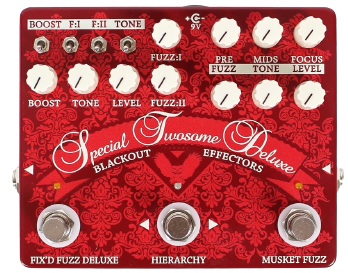 BOOST F:I F:II TONE
9V
FUZZ:I
PRE MIDS FOCUS
FUZZ TONE LEVEL
BOOST TONE LEVEL FUZZ:II
Special Twosome Deluxe
BLACKOUT EFFECTORS
FIX'D FUZZ DELUXE HIERARCHY MUSKET FUZZ